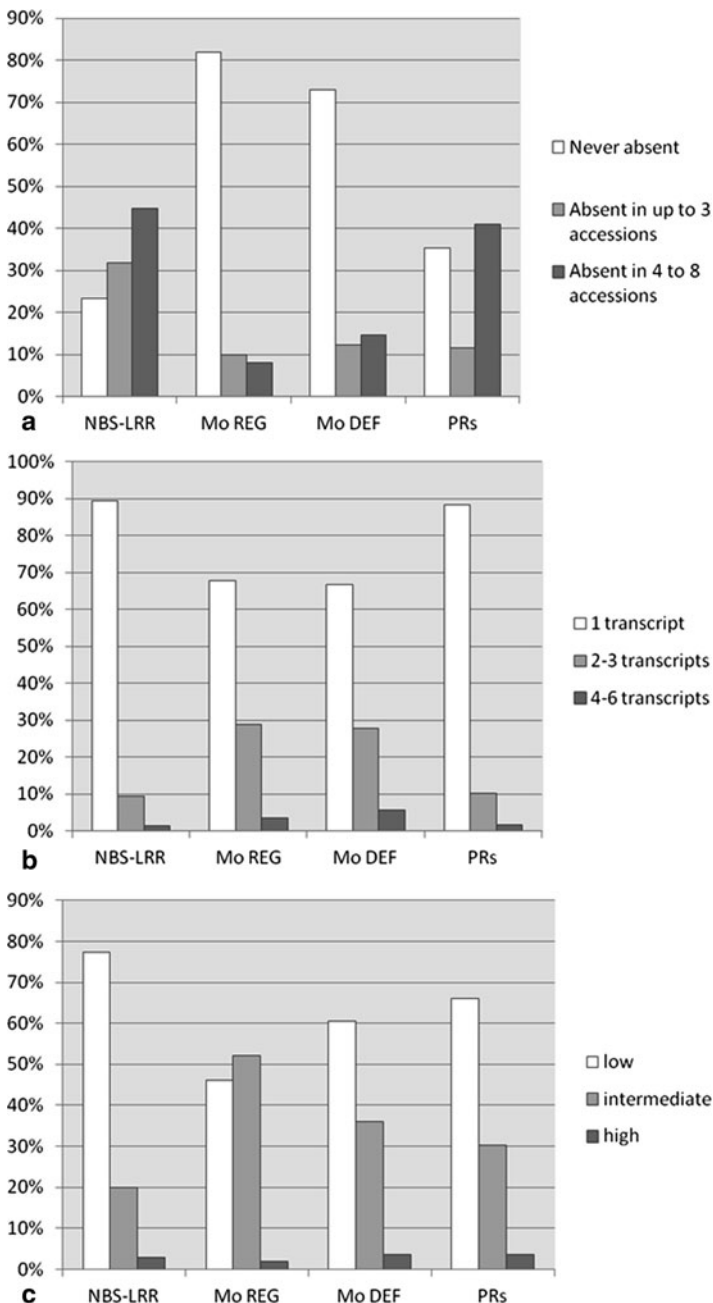 90%
80%
70%
60%
50%
40%
30%
20%
10%
0%
NBS-LRR Mo REG Mo DEF PRs
a
Never absent
Absent in up to 3
accessions
Absent in 4 to 8
accessions
100%
90%
80%
70%
60%
50%
40%
30%
20%
10%
0%
NBS-LRR Mo REG Mo DEF PRs
b
1 transcript
2-3 transcripts
4-6 transcripts
90%
80%
70%
60%
50%
40%
30%
20%
10%
0%
NBS-LRR Mo REG Mo DEF PRs
c
low
intermediate
high